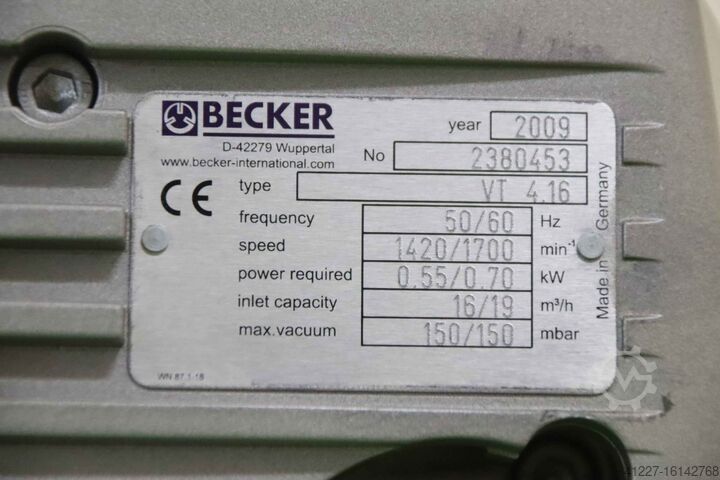 BECKER
year 2009
D-42279 Wuppertal
www.becker-international.com
No 2380453
type VT 4.16
CE
frequency 50/60 Hz
speed 1420/1700 min-1
power required 0.55/0.70 kW
inlet capacity 16/19 m³/h
max.vacuum 150/150 mbar
Made in Germany
WN 87.1-18
41227-16142768